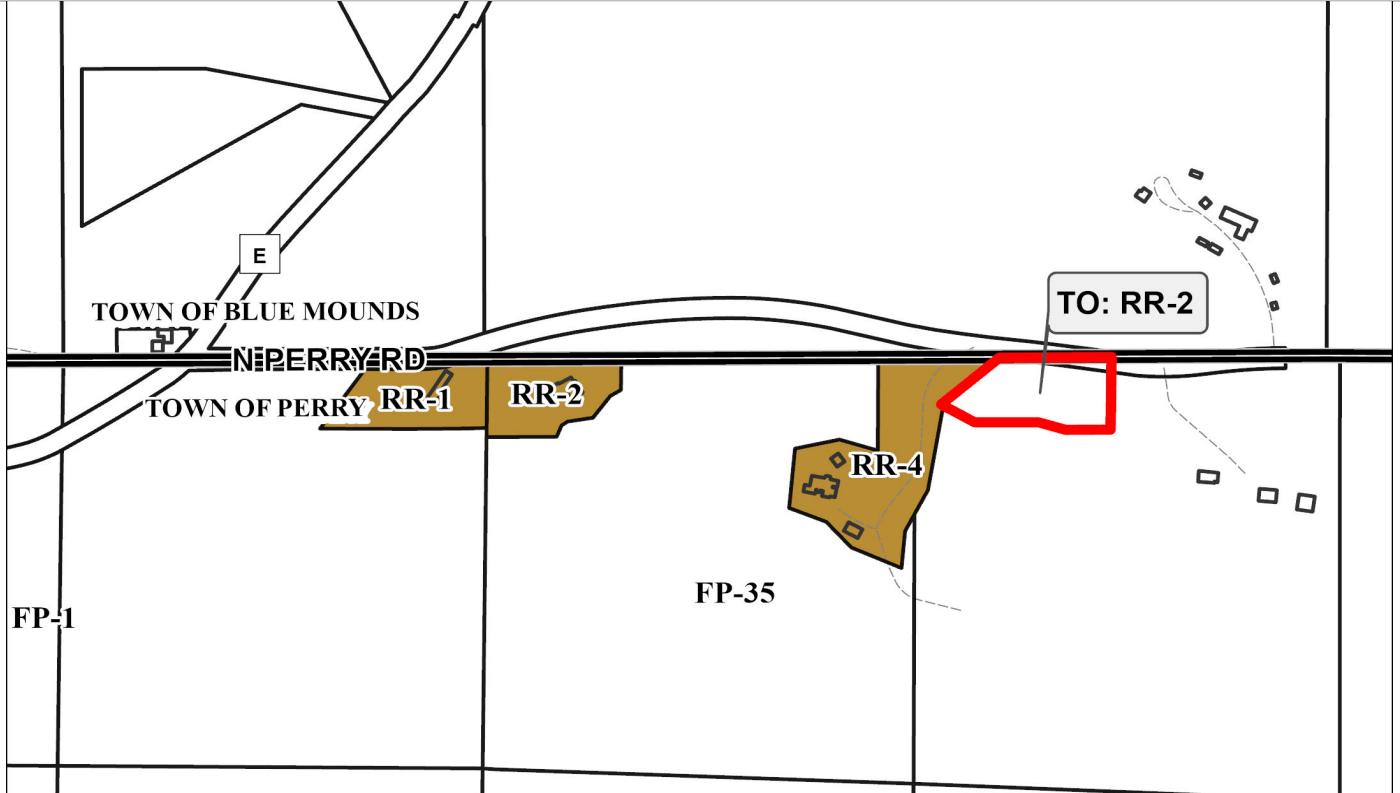 E
TO: RR-2
TOWN OF BLUE MOUNDS
N PERRY RD
TOWN OF PERRY
RR-1
RR-2
RR-4
FP-35
FP-1